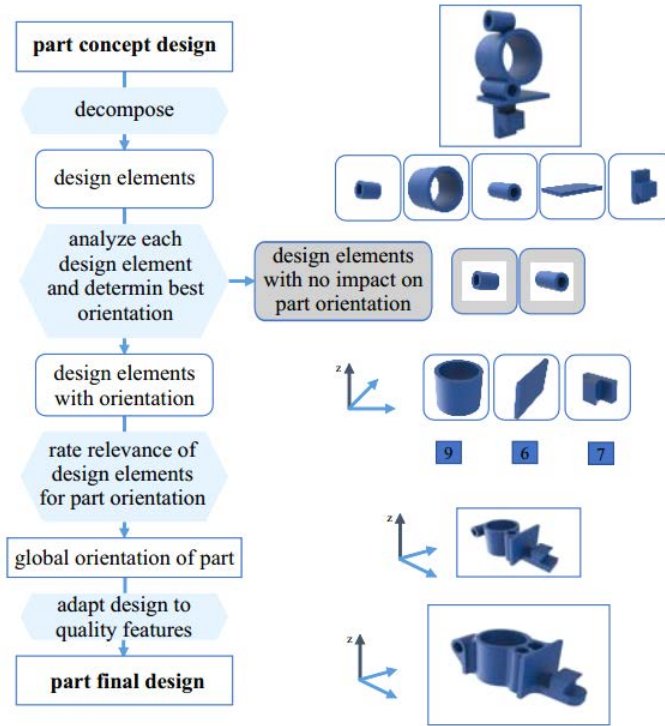 part concept design
decompose
design elements
analyze each
design element
and determin best
orientation
design elements
with no impact on
part orientation
design elements
with orientation
z
rate relevance of
design elements
for part orientation
9
6
7
global orientation of part
z
adapt design to
quality features
z
part final design